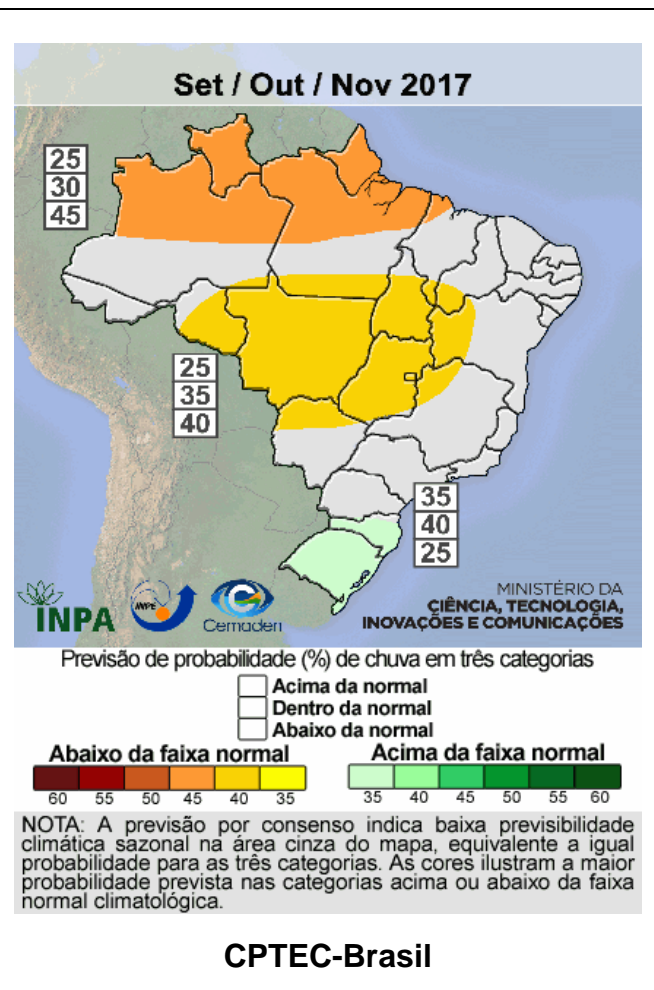 Set / Out / Nov 2017
25
30
45
25
35
40
35
40
25
INPA
INPE
Cemaden
MINISTÉRIO DA
CIÊNCIA, TECNOLOGIA,
INOVAÇÕES E COMUNICAÇÕES
Previsão de probabilidade (%) de chuva em três categorias
Acima da normal
Dentro da normal
Abaixo da normal
Abaixo da faixa normal
60 55 50 45 40 35
Acima da faixa normal
35 40 45 50 55 60
NOTA: A previsão por consenso indica baixa previsibilidade
climática sazonal na área cinza do mapa, equivalente a igual
probabilidade para as três categorias. As cores ilustram a maior
probabilidade prevista nas categorias acima ou abaixo da faixa
normal climatológica.
CPTEC-Brasil